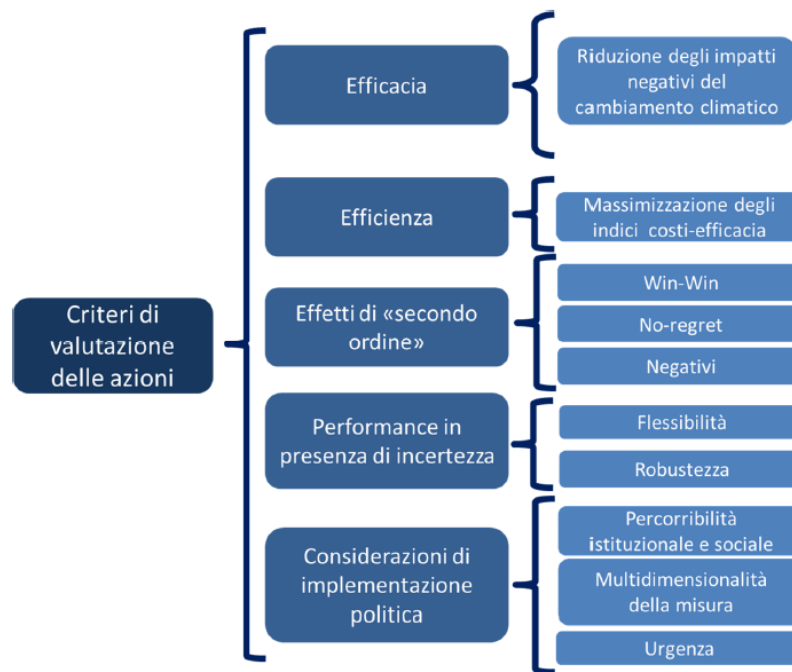 Criteri di
valutazione
delle azioni
Efficacia
Riduzione degli impatti
negativi del
cambiamento climatico
Efficienza
Massimizzazione degli
indici costi-efficacia
Effetti di «secondo
ordine»
Win-Win
No-regret
Negativi
Performance in
presenza di incertezza
Flessibilità
Robustezza
Considerazioni di
implementazione
politica
Percorribilità
istituzionale e sociale
Multidimensionalità
della misura
Urgenza